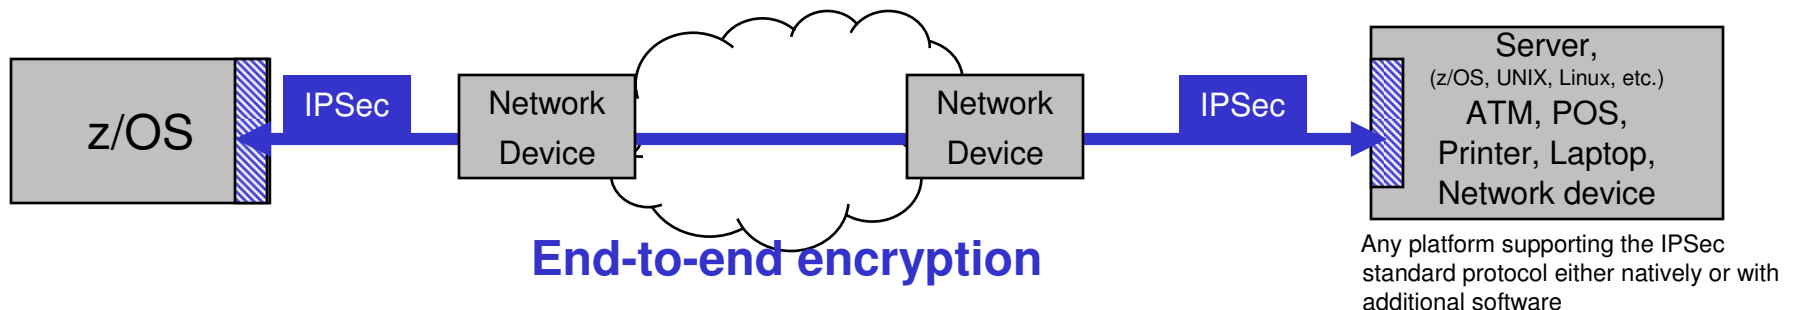 z/OS
IPSec
Network
Device
Network
Device
IPSec
Server,
(z/OS, UNIX, Linux, etc.)
ATM, POS,
Printer, Laptop,
Network device
End-to-end encryption
Any platform supporting the IPSec
standard protocol either natively or with
additional software